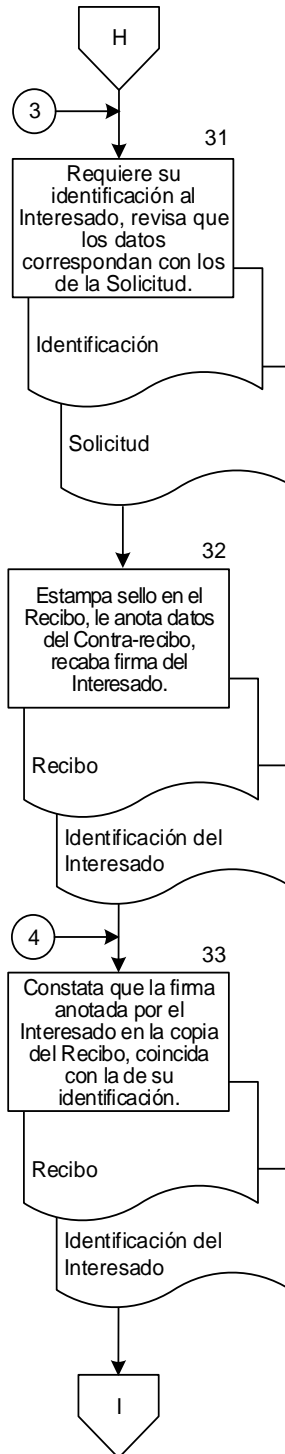 H
3
31
Requiere su
identificación al
Interesado, revisa que
los datos
correspondan con los
de la Solicitud.
Identificación
Solicitud
32
Estampa sello en el
Recibo, le anota datos
del Contra-recibo,
recaba firma del
Interesado.
Recibo
Identificación del
Interesado
4
33
Constata que la firma
anotada por el
Interesado en la copia
del Recibo, coincida
con la de su
identificación.
Recibo
Identificación del
Interesado
I